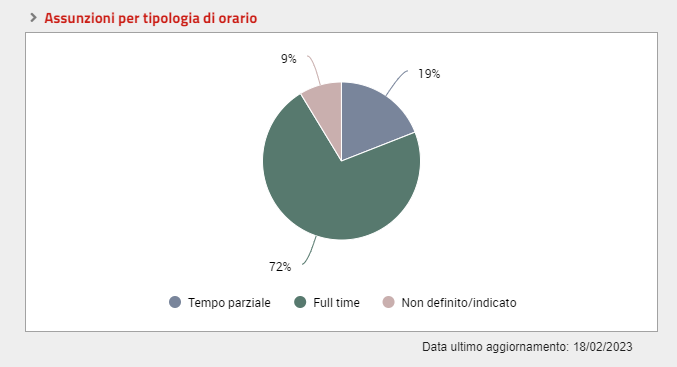 Assunzioni per tipologia di orario
9%
19%
72%
Tempo parziale Full time Non definito/indicato
Data ultimo aggiornamento: 18/02/2023